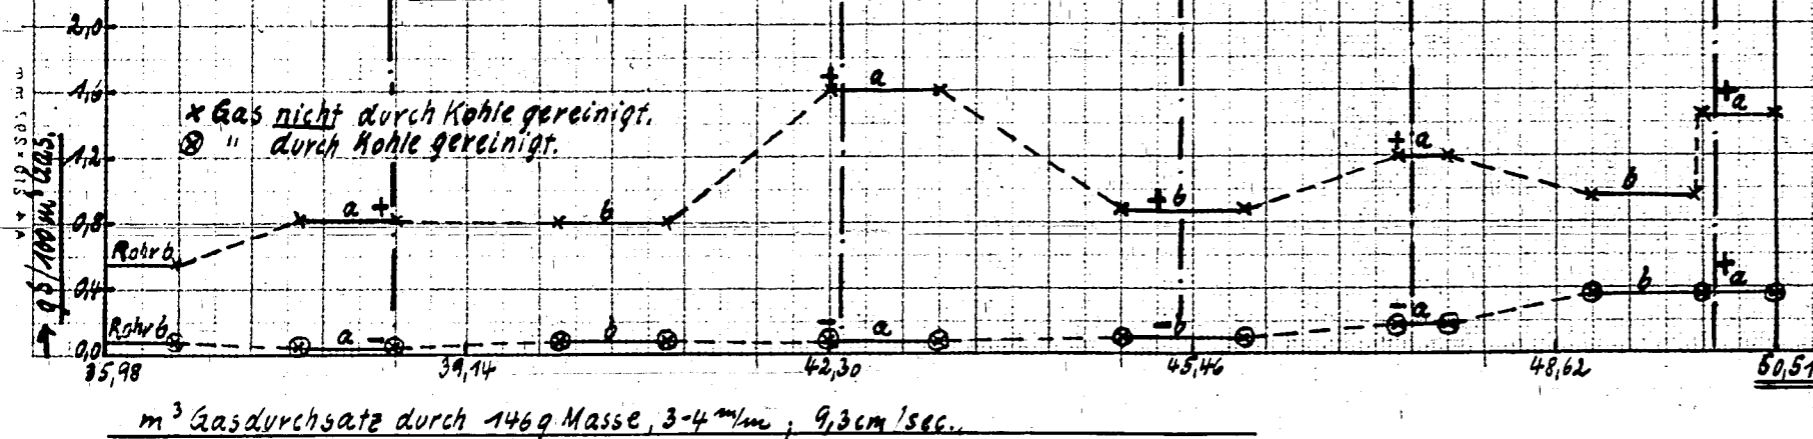 2,0
1,6
1,2
0,8
0,4
0,0
→ gS/100 m³ Gas.
x Gas nicht durch Kohle gereinigt.
⊗ " durch Kohle gereinigt.
Rohr b
a +
b
+ a
+ b
+ a
b
+ a
Rohr b
a -
b
- a
- b
- a
b
+ a
35,98 39,14 42,30 45,46 48,62 50,51
m³ Gasdurchsatz durch 146 g Masse, 3-4 m/m ; 9,3 cm/sec.